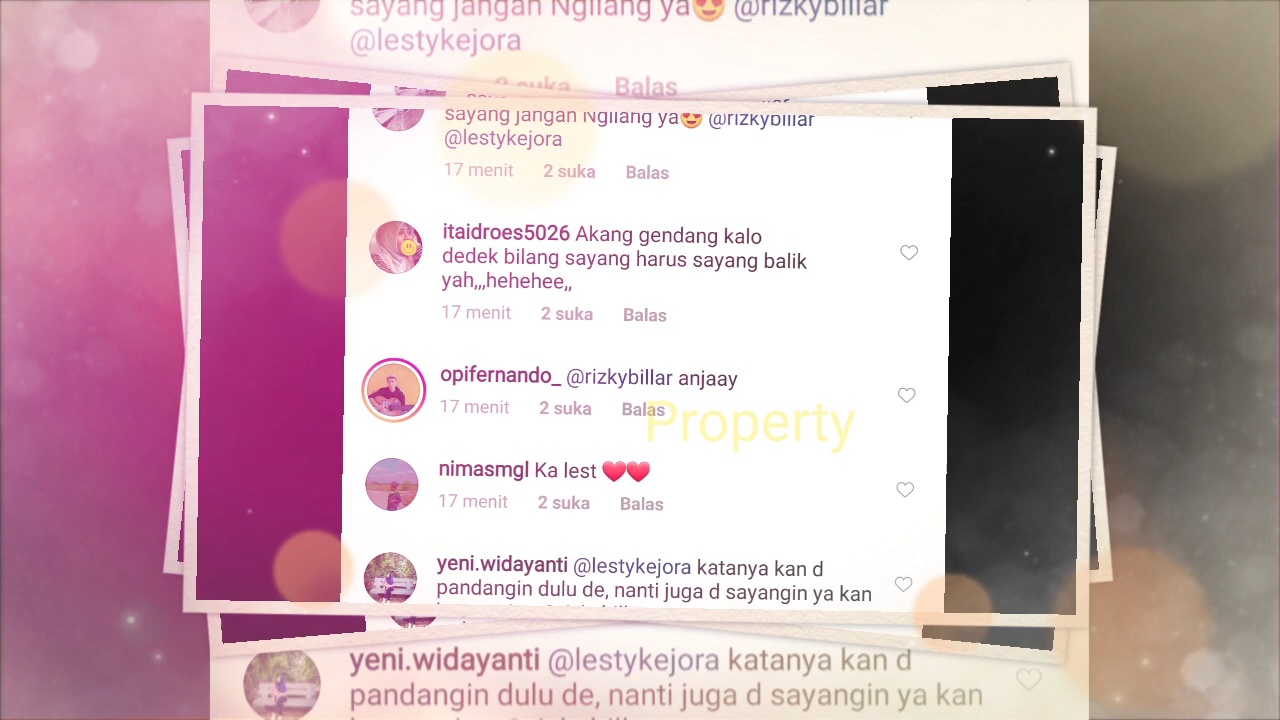 sayang jangan Ngilang ya😍 @rizkybillar
@lestykejora
2 suka Balas
sayang jangan Ngilang ya😍 @rizkybillar
@lestykejora
17 menit 2 suka Balas
itaidroes5026 Akang gendang kalo
dedek bilang sayang harus sayang balik
yah,,,hehehee,,
17 menit 2 suka Balas
opifernando_ @rizkybillar anjaay
17 menit 2 suka Balas
Property
nimasmgl Ka lest ❤️❤️
17 menit 2 suka Balas
yeni.widayanti @lestykejora katanya kan d
pandangin dulu de, nanti juga d sayangin ya kan
yeni.widayanti @lestykejora katanya kan d
pandangin dulu de, nanti juga d sayangin ya kan